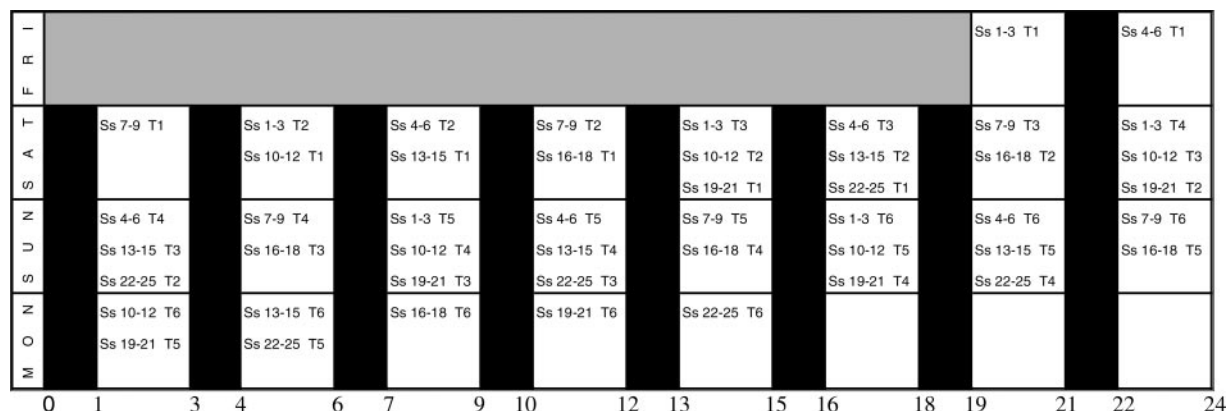 FRI
Ss 1-3 T1
Ss 4-6 T1
SAT
Ss 7-9 T1
Ss 1-3 T2
Ss 10-12 T1
Ss 4-6 T2
Ss 13-15 T1
Ss 7-9 T2
Ss 16-18 T1
Ss 1-3 T3
Ss 10-12 T2
Ss 19-21 T1
Ss 4-6 T3
Ss 13-15 T2
Ss 22-25 T1
Ss 7-9 T3
Ss 16-18 T2
Ss 1-3 T4
Ss 10-12 T3
Ss 19-21 T2
SUN
Ss 4-6 T4
Ss 13-15 T3
Ss 22-25 T2
Ss 7-9 T4
Ss 16-18 T3
Ss 1-3 T5
Ss 10-12 T4
Ss 19-21 T3
Ss 4-6 T5
Ss 13-15 T4
Ss 22-25 T3
Ss 7-9 T5
Ss 16-18 T4
Ss 1-3 T6
Ss 10-12 T5
Ss 19-21 T4
Ss 4-6 T6
Ss 13-15 T5
Ss 22-25 T4
Ss 7-9 T6
Ss 16-18 T5
MON
Ss 10-12 T6
Ss 19-21 T5
Ss 13-15 T6
Ss 22-25 T5
Ss 16-18 T6
Ss 19-21 T6
Ss 22-25 T6
0 1 3 4 6 7 9 10 12 13 15 16 18 19 21 22 24